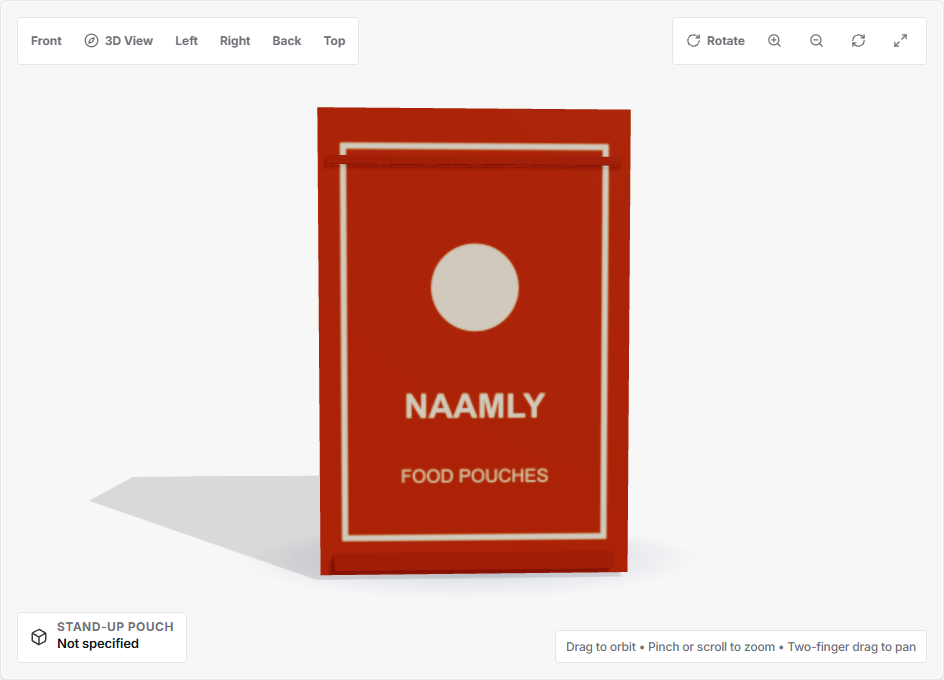 Front 3D View Left Right Back Top
Rotate
NAAMLY
FOOD POUCHES
STAND-UP POUCH
Not specified
Drag to orbit • Pinch or scroll to zoom • Two-finger drag to pan